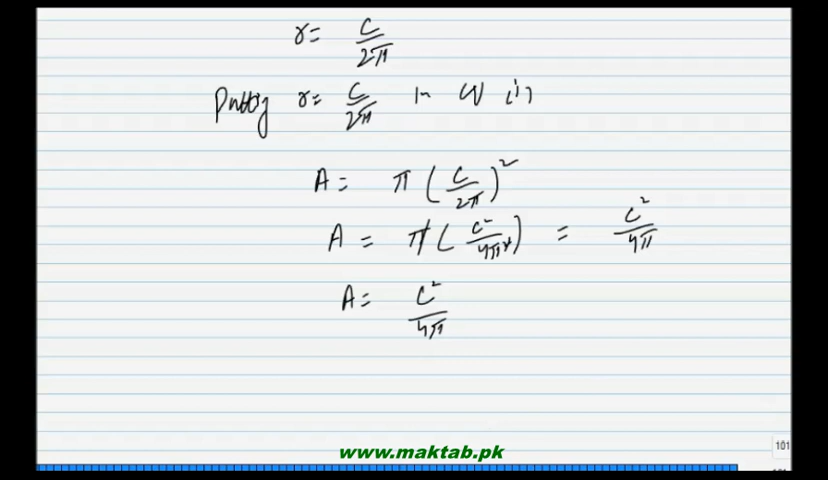 r = C/2π
Putting r = C/2π in (i)
A = π (C/2π)²
A = π (C²/4π²) = C²/4π
A = C²/4π
www.maktab.pk
101